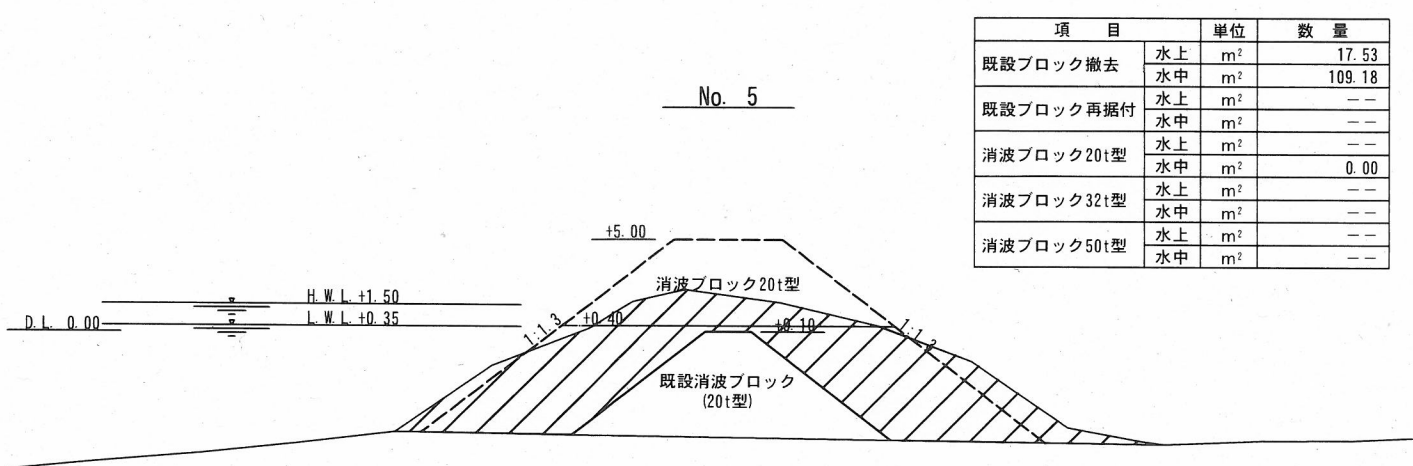 項 目 単位 数 量
既設ブロック撤去 水上 m² 17.53
水中 m² 109.18
既設ブロック再据付 水上 m² --
水中 m² --
消波ブロック20t型 水上 m² --
水中 m² 0.00
消波ブロック32t型 水上 m² --
水中 m² --
消波ブロック50t型 水上 m² --
水中 m² --
No. 5
+5.00
消波ブロック20t型
H.W.L.+1.50
L.W.L.+0.35
D.L. 0.00
1:1.3
+0.40
既設消波ブロック
(20t型)